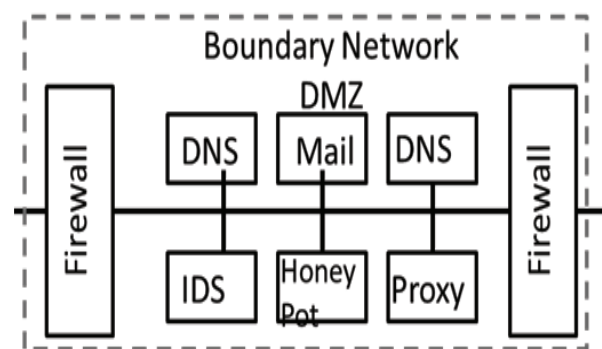 Boundary Network
DMZ
Firewall
DNS
Mail
DNS
Firewall
IDS
Honey
Pot
Proxy